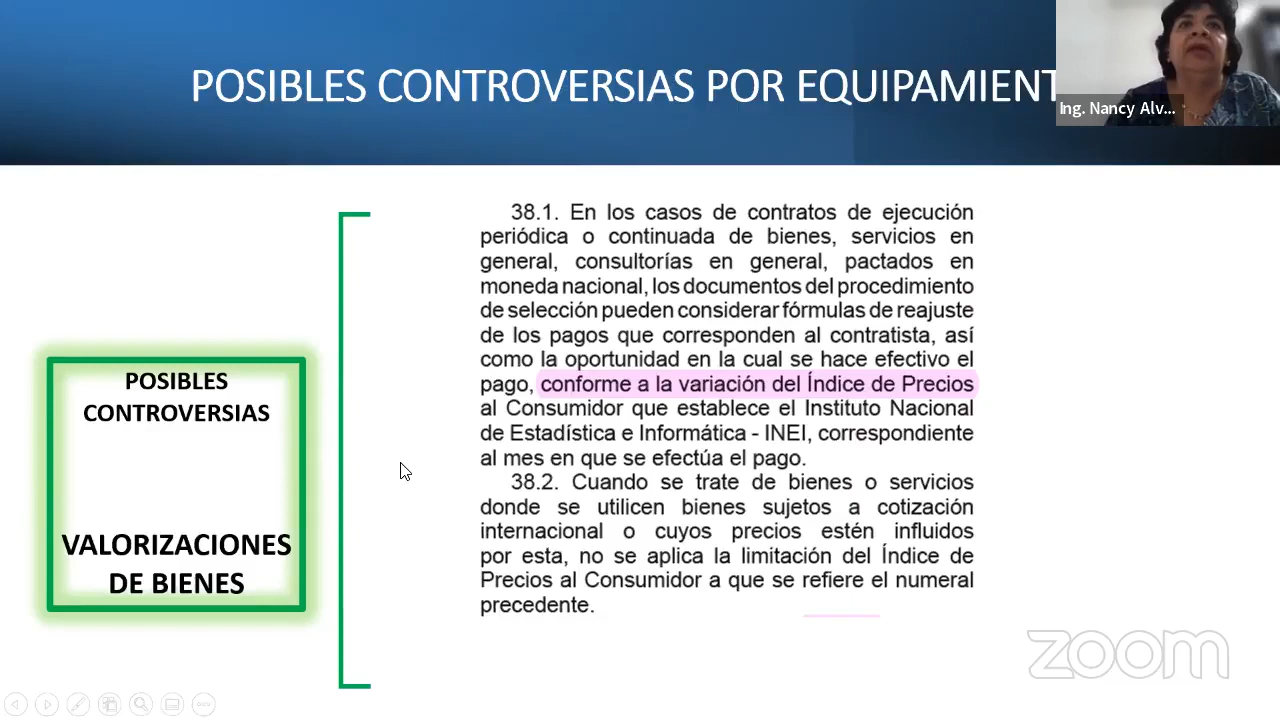 POSIBLES CONTROVERSIAS POR EQUIPAMIENT
Ing. Nancy Alv...
POSIBLES
CONTROVERSIAS
VALORIZACIONES
DE BIENES
38.1. En los casos de contratos de ejecución
periódica o continuada de bienes, servicios en
general, consultorías en general, pactados en
moneda nacional, los documentos del procedimiento
de selección pueden considerar fórmulas de reajuste
de los pagos que corresponden al contratista, así
como la oportunidad en la cual se hace efectivo el
pago, conforme a la variación del Índice de Precios
al Consumidor que establece el Instituto Nacional
de Estadística e Informática - INEI, correspondiente
al mes en que se efectúa el pago.
38.2. Cuando se trate de bienes o servicios
donde se utilicen bienes sujetos a cotización
internacional o cuyos precios estén influidos
por esta, no se aplica la limitación del Índice de
Precios al Consumidor a que se refiere el numeral
precedente.
zoom